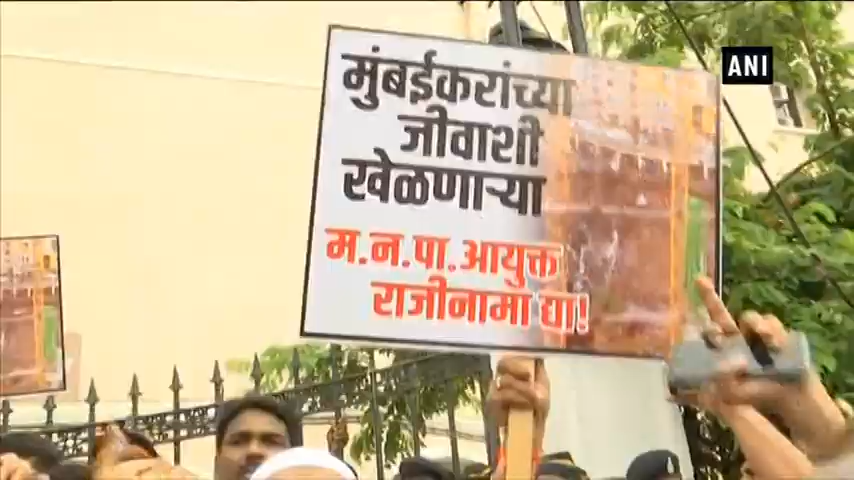 ANI
मुंबईकरांच्या
जीवाशी
खेळणाऱ्या
म.न.पा.आयुक्त
राजीनामा द्या!